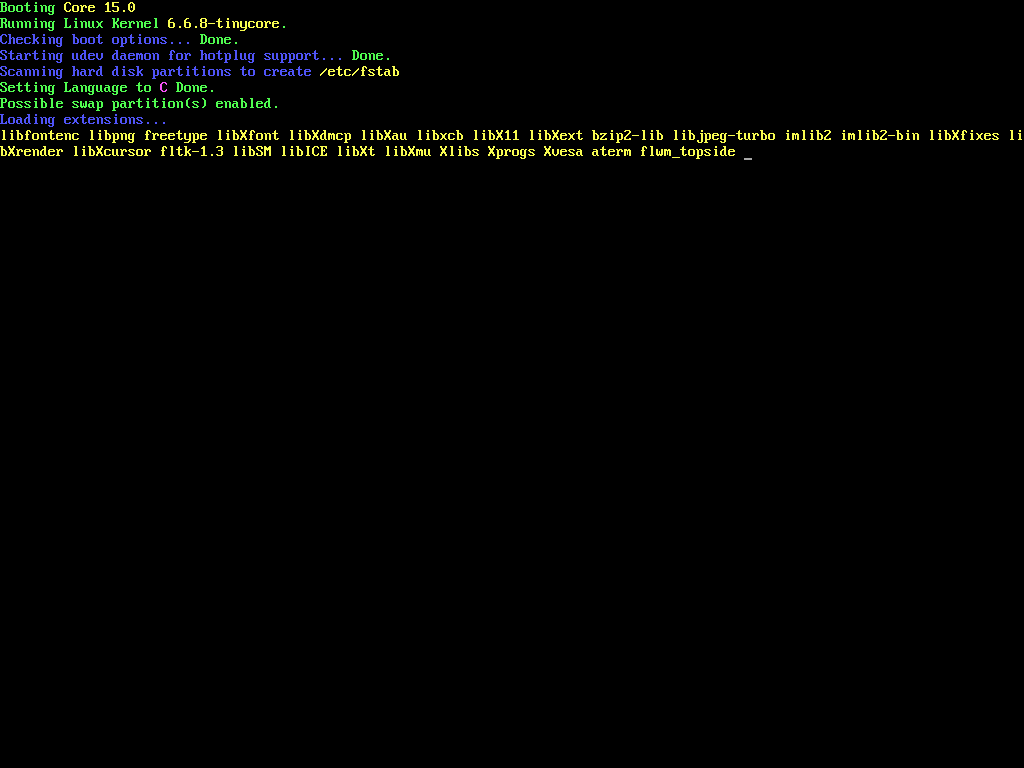 Booting Core 15.0
Running Linux Kernel 6.6.8-tinycore.
Checking boot options... Done.
Starting udev daemon for hotplug support... Done.
Scanning hard disk partitions to create /etc/fstab
Setting Language to C Done.
Possible swap partition(s) enabled.
Loading extensions...
libfontenc libpng freetype libXfont libXdmcp libXau libxcb libX11 libXext bzip2-lib libjpeg-turbo imlib2 imlib2-bin libXfixes li
bXrender libXcursor fltk-1.3 libSM libICE libXt libXmu Xlibs Xprogs Xvesa aterm flwm_topside _